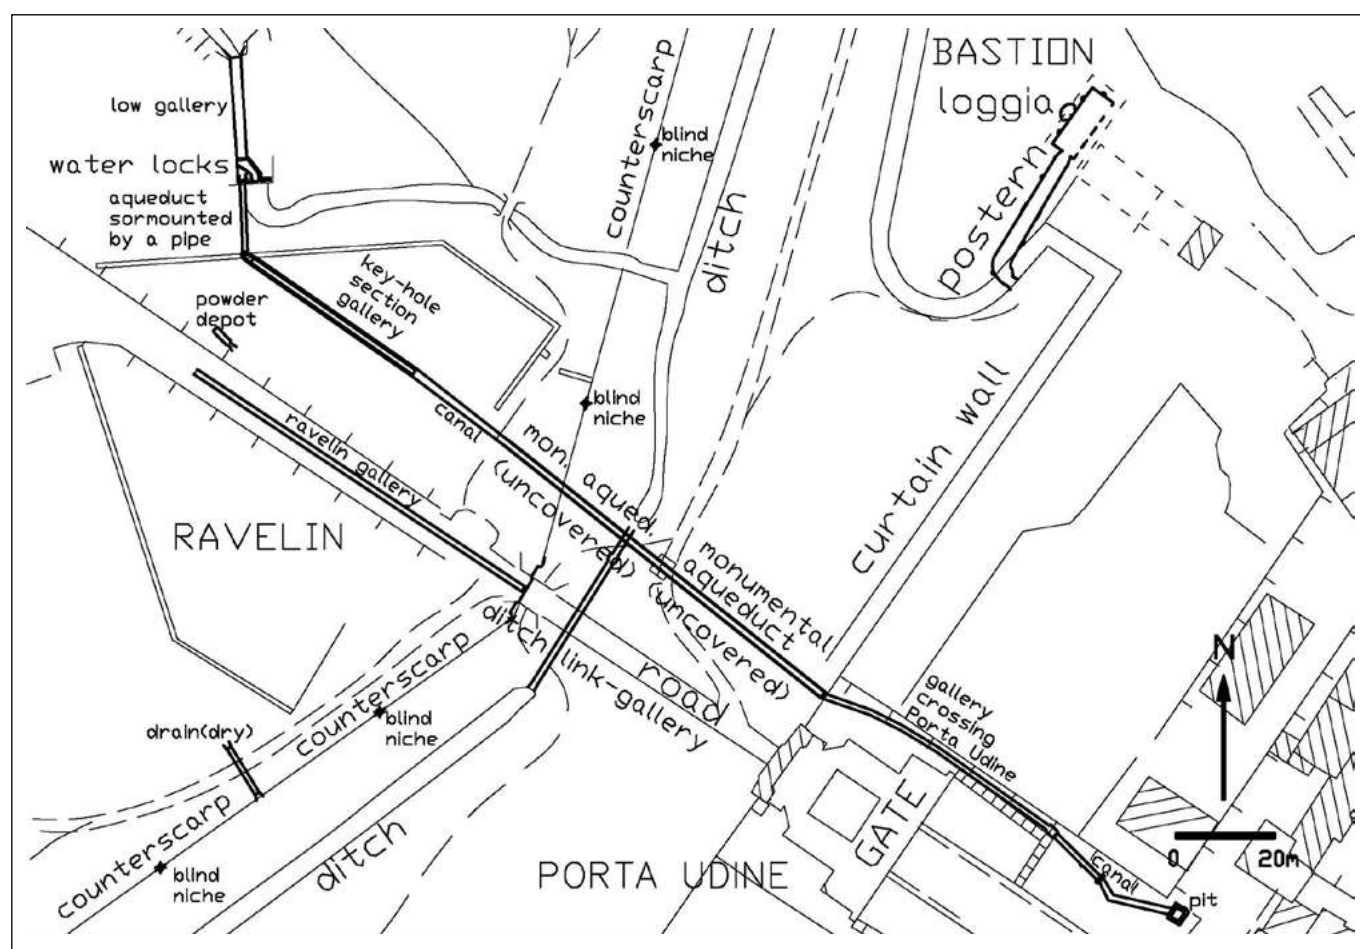 BASTION
loggia
low gallery
counterscarp
blind
niche
water locks
postern
aqueduct
sormounted
by a pipe
ditch
key-hole
section
gallery
powder
depot
curtain wall
blind
niche
canal
mon. aqued.
(uncovered)
ravelin gallery
RAVELIN
monumental
aqueduct
(uncovered)
ditch link-gallery
road
N
counterscarp
gallery
crossing
Porta Udine
blind
niche
drain(dry)
GATE
counterscarp
ditch
0 20m
blind
niche
PORTA UDINE
canal
pit